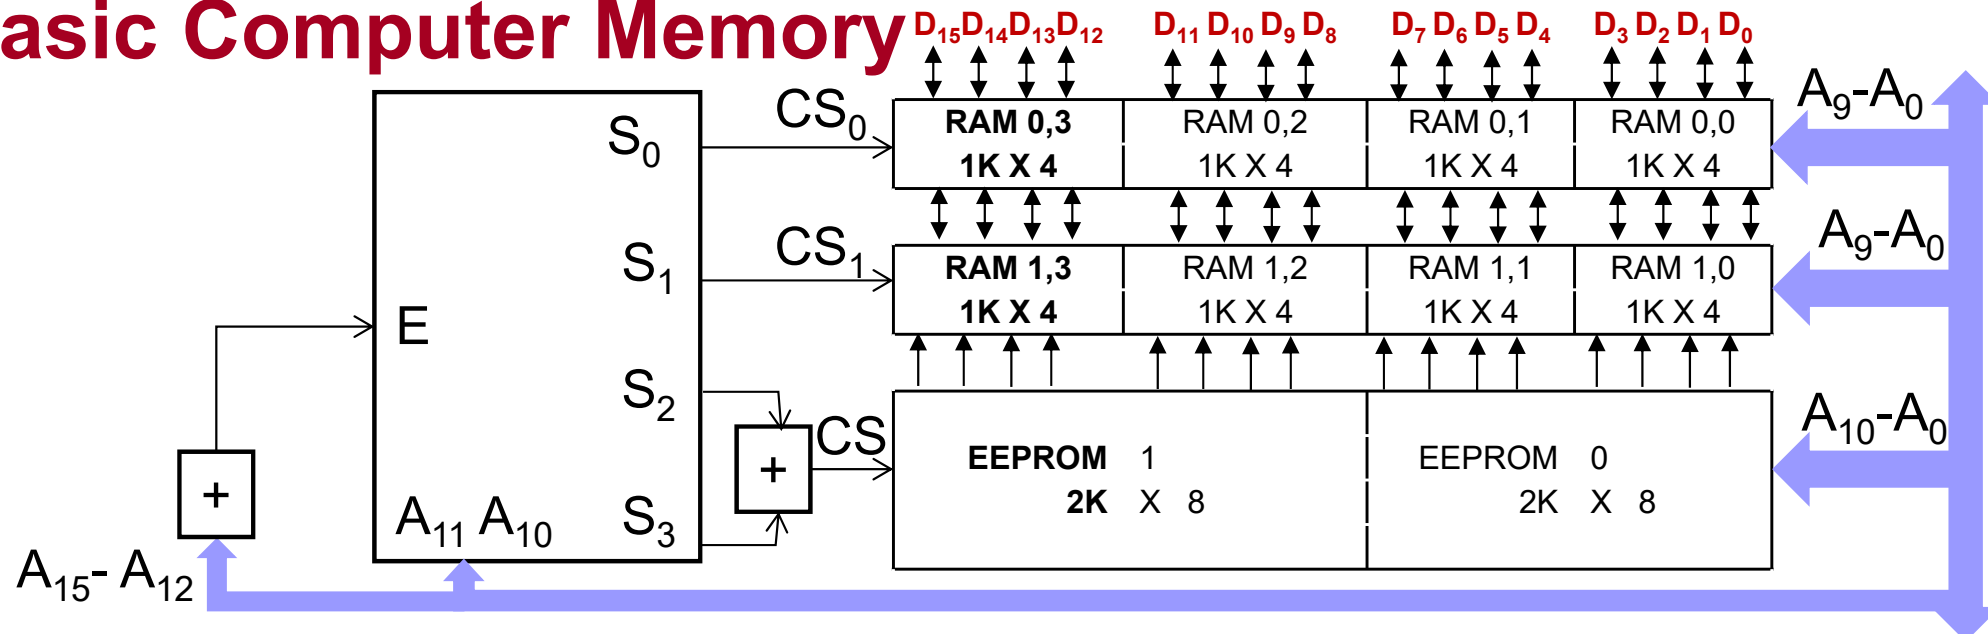 asic Computer Memory
D₁₅ D₁₄ D₁₃ D₁₂ D₁₁ D₁₀ D₉ D₈ D₇ D₆ D₅ D₄ D₃ D₂ D₁ D₀
S₀ CS₀
RAM 0,3 RAM 0,2 RAM 0,1 RAM 0,0
1K X 4 1K X 4 1K X 4 1K X 4
A₉-A₀
S₁ CS₁
RAM 1,3 RAM 1,2 RAM 1,1 RAM 1,0
1K X 4 1K X 4 1K X 4 1K X 4
A₉-A₀
E
S₂
+
CS
EEPROM 1 EEPROM 0
2K X 8 2K X 8
A₁₀-A₀
+
A₁₁ A₁₀ S₃
A₁₅- A₁₂